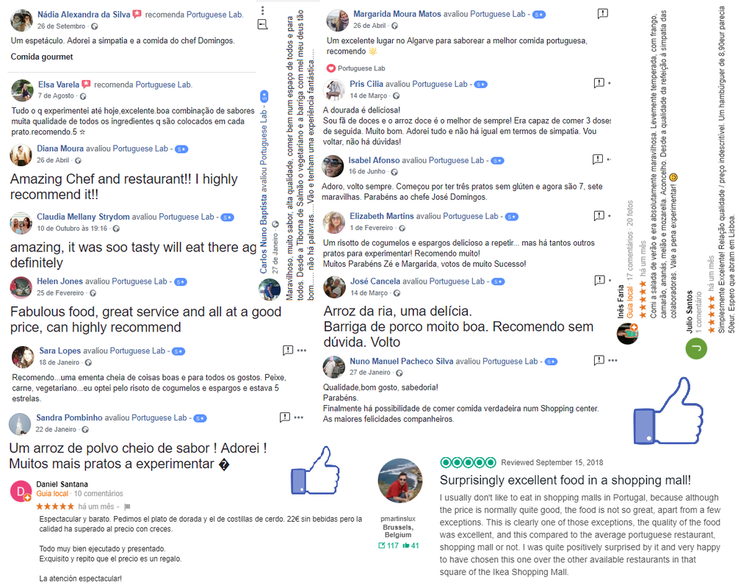 Nádia Alexandra da Silva recomenda Portuguese Lab.
26 de Setembro ·
Um espetáculo. Adorei a simpatia e a comida do chef Domingos.
Comida gourmet
Elsa Varela recomenda Portuguese Lab.
7 de Agosto ·
Tudo o q experimentei até hoje,excelente.boa combinação de sabores
muita qualidade de todos os ingredientes q são colocados em cada
prato.recomendo.5 ☆
Diana Moura avaliou Portuguese Lab - 5★
26 de Abril ·
Amazing Chef and restaurant!! I highly
recommend it!!
Claudia Mellany Strydom avaliou Portuguese Lab - 5★
10 de Outubro às 19:16 ·
amazing, it was soo tasty will eat there ag
definitely
Helen Jones avaliou Portuguese Lab - 5★
25 de Fevereiro ·
Fabulous food, great service and all at a good
price, can highly recommend
Sara Lopes avaliou Portuguese Lab - 5★
18 de Janeiro ·
Recomendo...uma ementa cheia de coisas boas e para todos os gostos. Peixe,
carne, vegetariano...eu optei pelo risoto de cogumelos e espargos e estava 5
estrelas.
Sandra Pombinho avaliou Portuguese Lab - 5★
22 de Janeiro ·
Um arroz de polvo cheio de sabor ! Adorei !
Muitos mais pratos a experimentar �
D
Daniel Santana
Guia local · 10 comentários
★★★★★ há um mês -
Espectacular y barato. Pedimos el plato de dorada y el de costillas de cerdo. 22€ sin bebidas pero la
calidad ha superado al precio con creces.
Todo muy bien ejecutado y presentado.
Exquisito y repito que el precio es un regalo.
La atención espectacular!
Carlos Nuno Baptista avaliou Portuguese Lab - 5★
27 de Janeiro ·
Maravilhoso, muito sabor, alta qualidade, comer bem num espaço de todos e para
todos. Desde a Tiborna de Salmão o vegetariano e a barriga com mel meu deus tão
bom..... não há palavras.... Vão e tenham uma experiência fantástica....
Margarida Moura Matos avaliou Portuguese Lab - 5★
26 de Abril ·
Um excelente lugar no Algarve para saborear a melhor comida portuguesa,
recomendo
Portuguese Lab
Pris Cilia avaliou Portuguese Lab - 5★
14 de Março ·
A dourada é deliciosa!
Sou fã de doces e o arroz doce é o melhor de sempre! Era capaz de comer 3 doses
de seguida. Muito bom. Adorei tudo e não há igual em termos de simpatia. Vou
voltar, não há dúvidas!
Isabel Afonso avaliou Portuguese Lab - 5★
16 de Junho ·
Adoro, volto sempre. Começou por ter três pratos sem glúten e agora são 7, sete
maravilhas. Parabéns ao chefe José Domingos.
Elizabeth Martins avaliou Portuguese Lab - 5★
1 de Fevereiro ·
Um risotto de cogumelos e espargos delicioso a repetir... mas há tantos outros
pratos para experimentar! Recomendo muito!
Muitos Parabéns Zé e Margarida, votos de muito Sucesso!
José Cancela avaliou Portuguese Lab - 5★
14 de Março ·
Arroz da ria, uma delícia.
Barriga de porco moito boa. Recomendo sem
dúvida. Volto
Nuno Manuel Pacheco Silva avaliou Portuguese Lab - 5★
27 de Janeiro ·
Qualidade,bom gosto, sabedoria!
Parabéns.
Finalmente há possibilidade de comer comida verdadeira num Shopping center.
As maiores felicidades companheiros.
Inês Faria
Guia local · 17 comentários · 20 fotos
★★★★★ há um mês
Comi a salada de verão e era absolutamente maravilhosa. Levemente temperada, com frango,
camarão, ananás, melão e mozarella. Aconselho. Desde a qualidade da refeição á simpatia das
colaboradoras. Vale a pena experimentar!
J
Julio Santos
1 comentário
★★★★★ há um mês
Simplesmente Excelente! Relação qualidade / preço indescritível. Um hambúrguer de 8,90eur parecia
50eur. Espero que abram em Lisboa.
pmartinslux
Brussels,
Belgium
117 41
Reviewed September 15, 2018
Surprisingly excellent food in a shopping mall!
I usually don't like to eat in shopping malls in Portugal, because although
the price is normally quite good, the food is not so great, apart from a few
exceptions. This is clearly one of those exceptions, the quality of the food
was excellent, and this compared to the average portuguese restaurant,
shopping mall or not. I was quite positively surprised by it and very happy
to have chosen this one over the other available restaurants in that
square of the Ikea Shopping Mall.